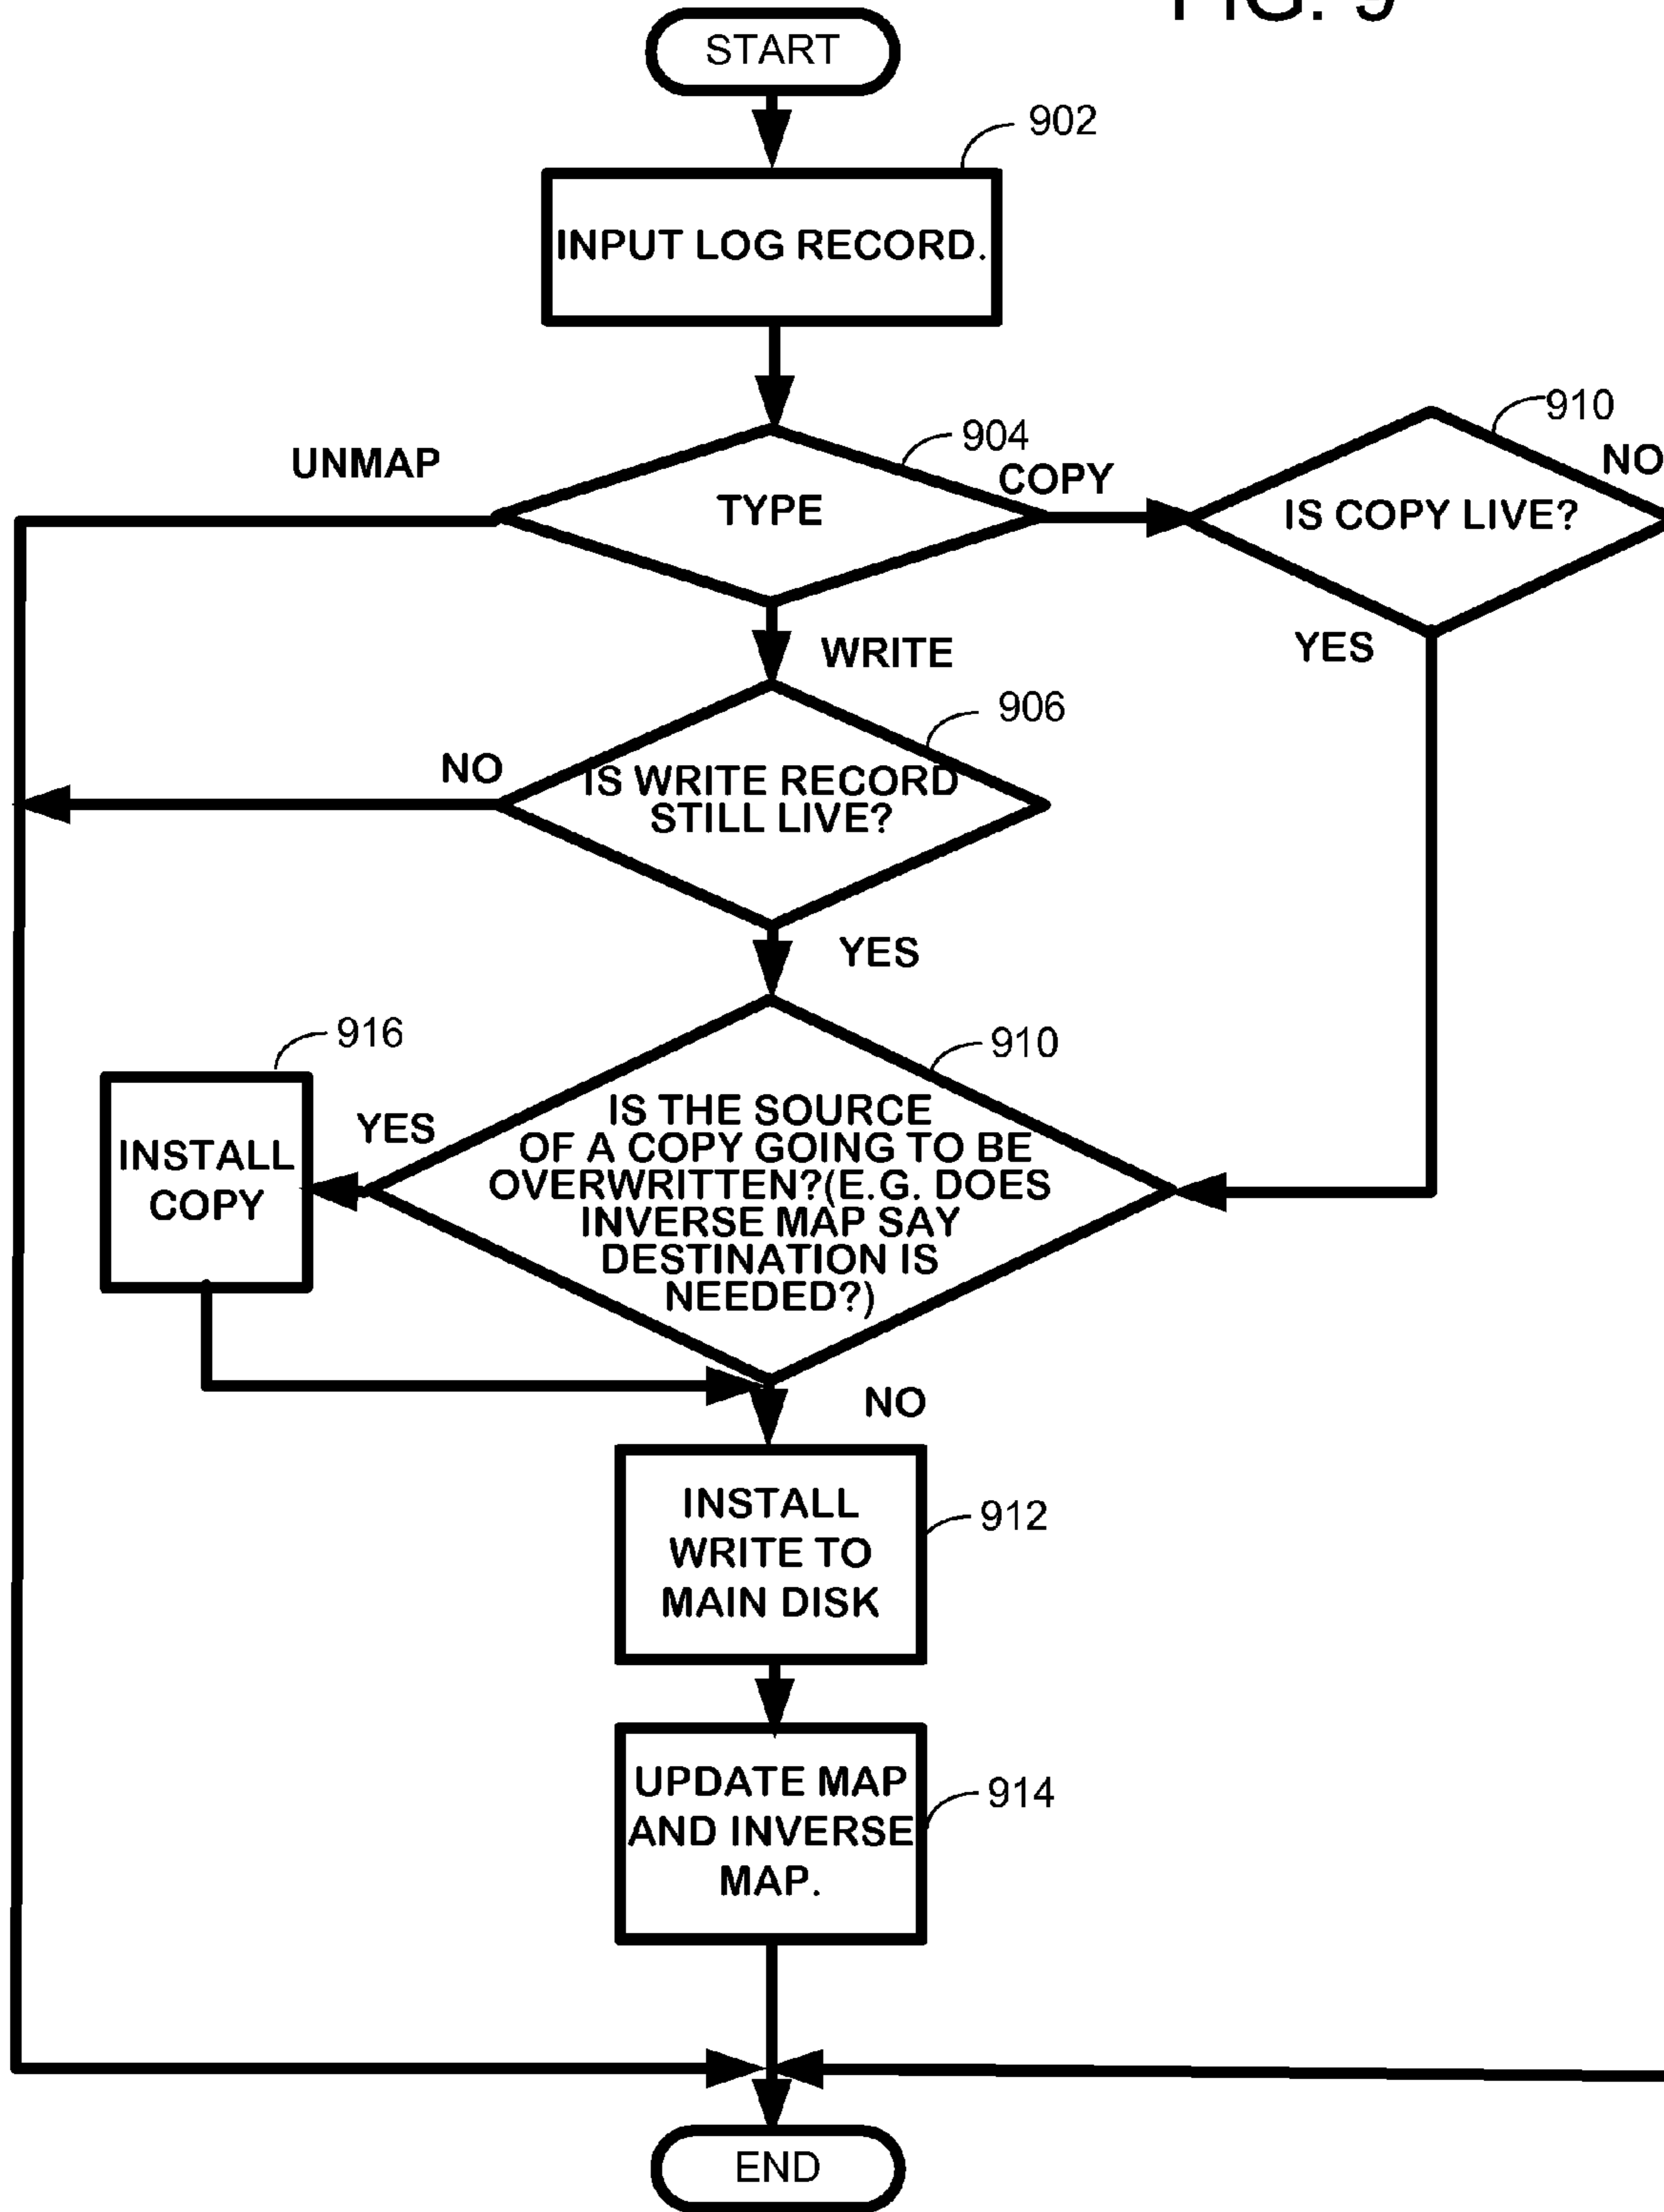 FIG. 9
START
902
INPUT LOG RECORD.
910
904
UNMAP
COPY
NO
TYPE
IS COPY LIVE?
WRITE
YES
906
NO
IS WRITE RECORD
STILL LIVE?
YES
916
910
IS THE SOURCE
YES
OF A COPY GOING TO BE
INSTALL
OVERWRITTEN?(E.G. DOES
COPY
INVERSE MAP SAY
DESTINATION IS
NEEDED?)
NO
INSTALL
912
WRITE TO
MAIN DISK
UPDATE MAP
914
AND INVERSE
MAP.
END